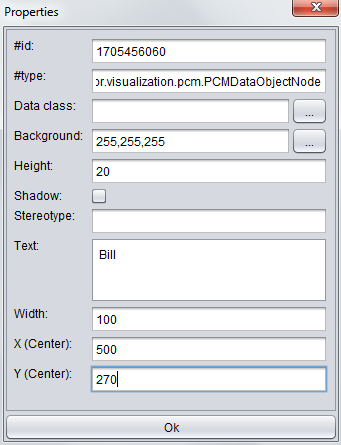 Properties
#id: 1705456060
#type: or.visualization.pcm.PCMDataObjectNode
Data class: ...
Background: 255,255,255 ...
Height: 20
Shadow:
Stereotype:
Text: Bill
Width: 100
X (Center): 500
Y (Center): 270
Ok